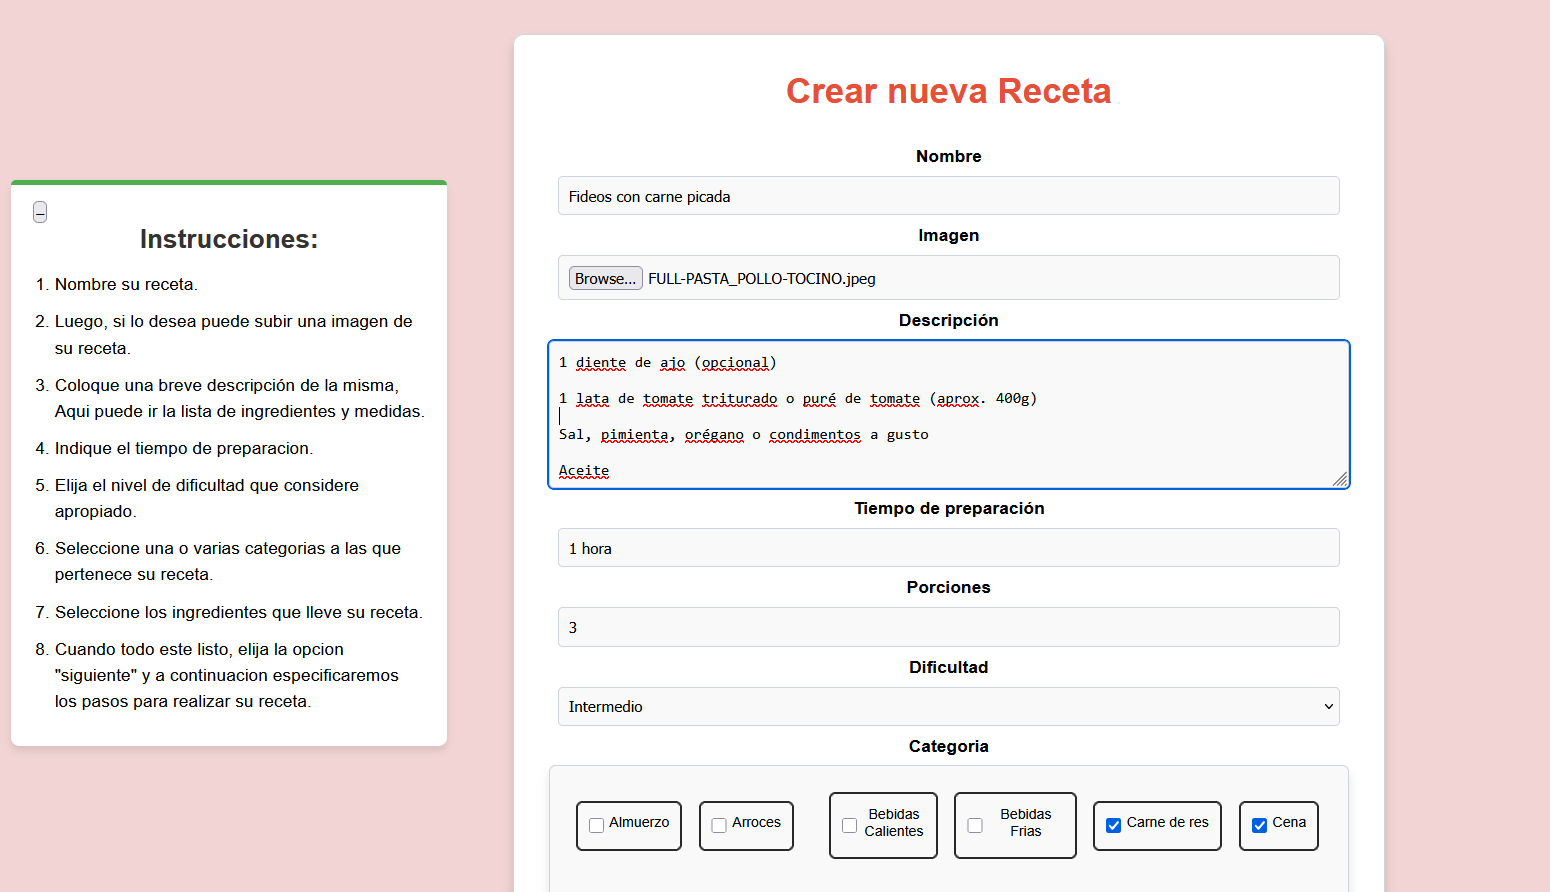 Crear nueva Receta
Nombre
Fideos con carne picada
Imagen
Browse... FULL-PASTA_POLLO-TOCINO.jpeg
Descripción
1 diente de ajo (opcional)
1 lata de tomate triturado o puré de tomate (aprox. 400g)
Sal, pimienta, orégano o condimentos a gusto
Aceite
Tiempo de preparación
1 hora
Porciones
3
Dificultad
Intermedio
Categoria
Almuerzo
Arroces
Bebidas
Calientes
Bebidas
Frias
Carne de res
Cena
–
Instrucciones:
1. Nombre su receta.
2. Luego, si lo desea puede subir una imagen de
su receta.
3. Coloque una breve descripción de la misma,
Aqui puede ir la lista de ingredientes y medidas.
4. Indique el tiempo de preparacion.
5. Elija el nivel de dificultad que considere
apropiado.
6. Seleccione una o varias categorias a las que
pertenece su receta.
7. Seleccione los ingredientes que lleve su receta.
8. Cuando todo este listo, elija la opcion
"siguiente" y a continuacion especificaremos
los pasos para realizar su receta.